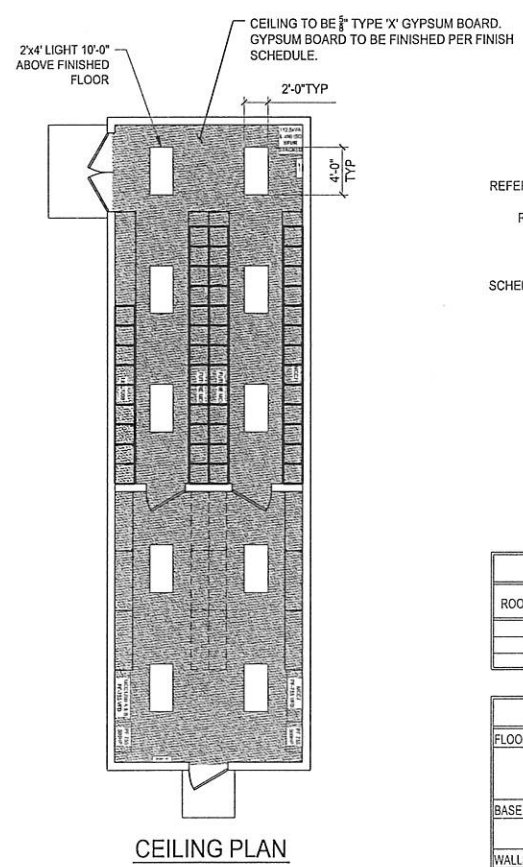 CEILING TO BE 5/8" TYPE 'X' GYPSUM BOARD.
GYPSUM BOARD TO BE FINISHED PER FINISH
SCHEDULE.
2'x4' LIGHT 10'-0"
ABOVE FINISHED
FLOOR
2'-0"TYP
4'-0"
TYP
REFE
R
SCHE
ROO
FLOO
BASE
WALL
CEILING PLAN